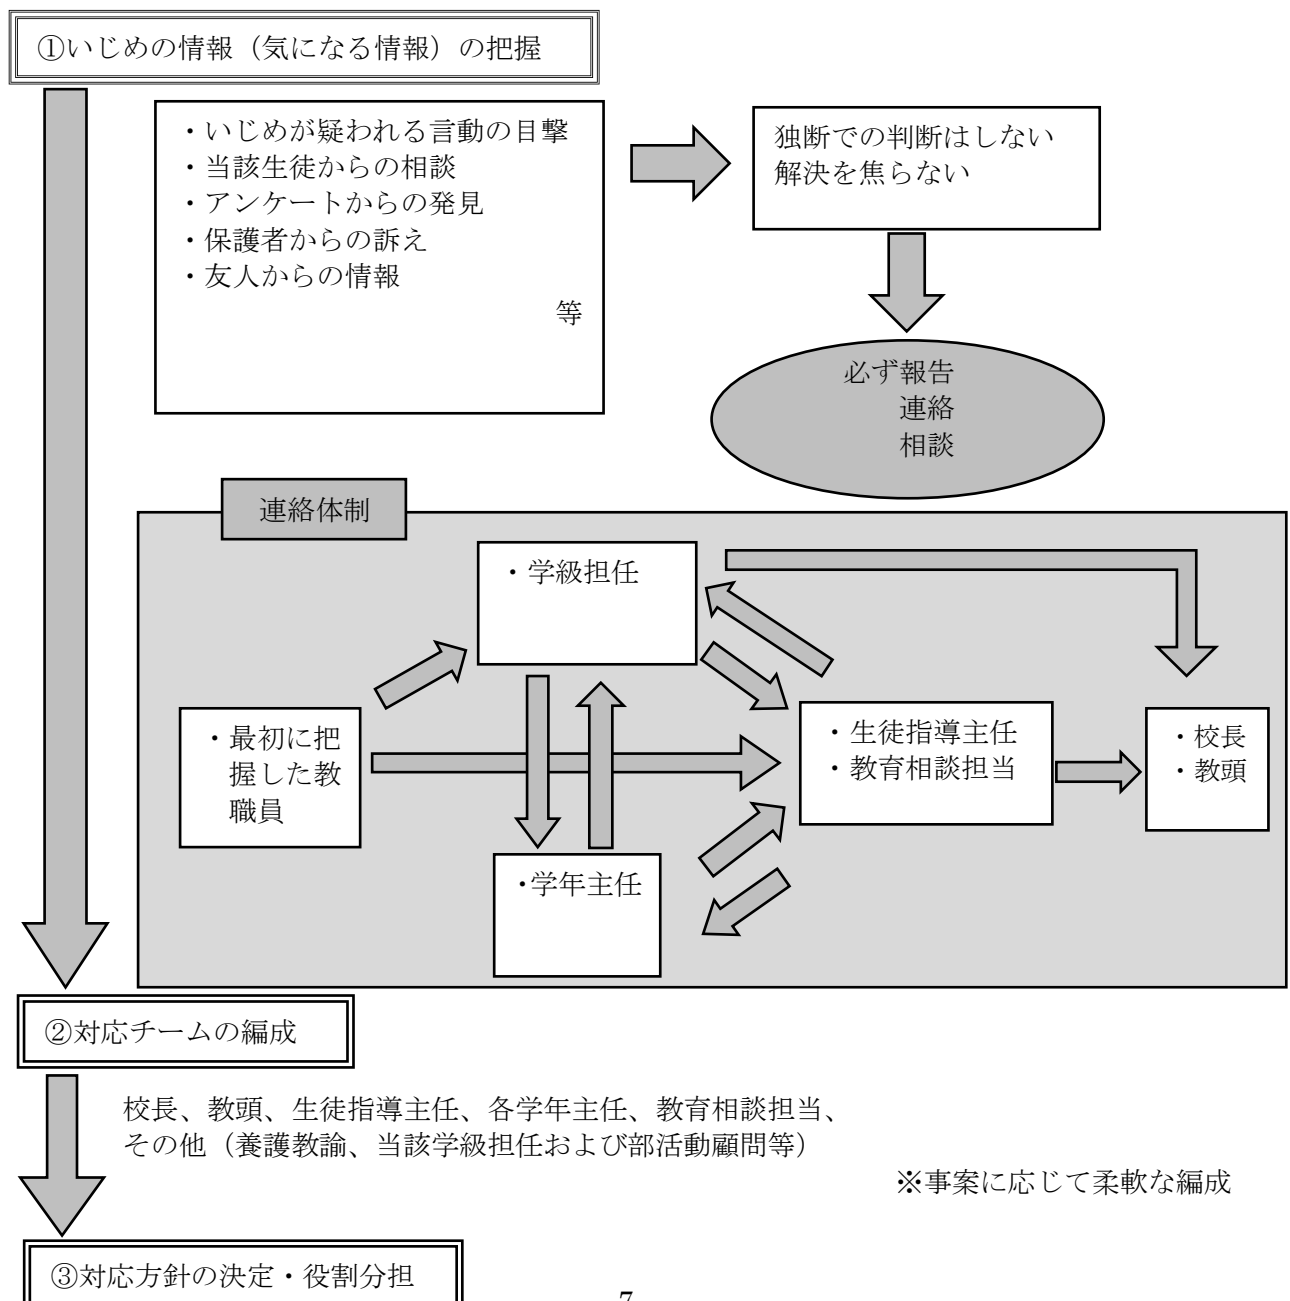 ①いじめの情報（気になる情報）の把握
・いじめが疑われる言動の目撃
・当該生徒からの相談
・アンケートからの発見
・保護者からの訴え
・友人からの情報
等
独断での判断はしない
解決を焦らない
必ず報告
連絡
相談
連絡体制
・学級担任
・最初に把
握した教
職員
・生徒指導主任
・教育相談担当
・校長
・教頭
・学年主任
②対応チームの編成
校長、教頭、生徒指導主任、各学年主任、教育相談担当、
その他（養護教諭、当該学級担任および部活動顧問等）
※事案に応じて柔軟な編成
③対応方針の決定・役割分担
7